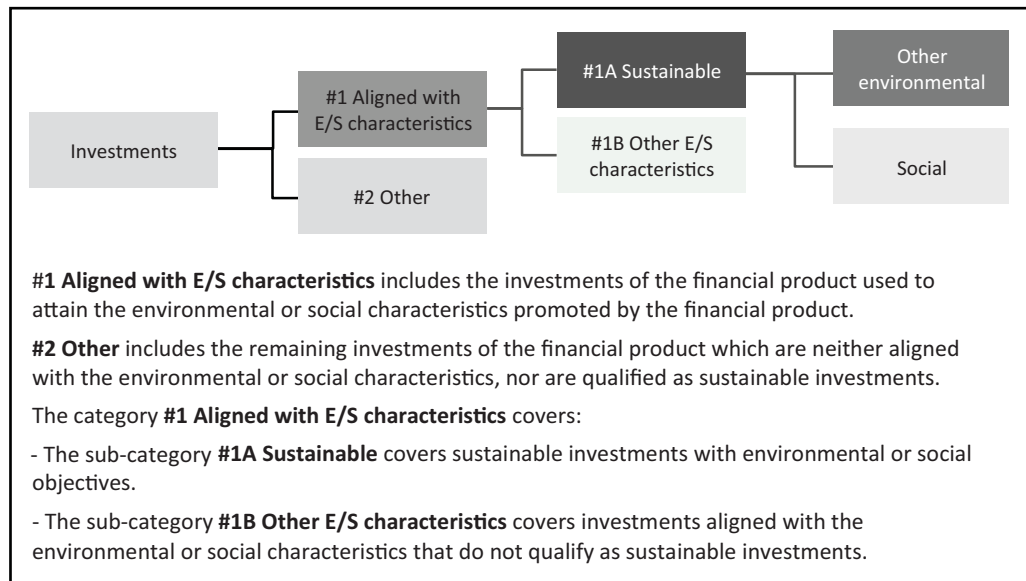 Investments
#1 Aligned with
E/S characteristics
#2 Other
#1A Sustainable
#1B Other E/S
characteristics
Other
environmental
Social
#1 Aligned with E/S characteristics includes the investments of the financial product used to
attain the environmental or social characteristics promoted by the financial product.
#2 Other includes the remaining investments of the financial product which are neither aligned
with the environmental or social characteristics, nor are qualified as sustainable investments.
The category #1 Aligned with E/S characteristics covers:
- The sub-category #1A Sustainable covers sustainable investments with environmental or social
objectives.
- The sub-category #1B Other E/S characteristics covers investments aligned with the
environmental or social characteristics that do not qualify as sustainable investments.